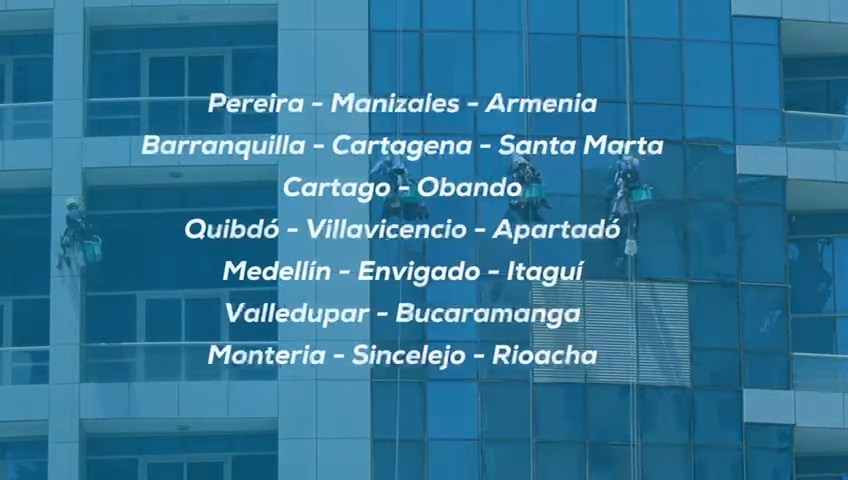 Pereira - Manizales - Armenia
Barranquilla - Cartagena - Santa Marta
Cartago - Obando
Quibdó - Villavicencio - Apartadó
Medellín - Envigado - Itaguí
Valledupar - Bucaramanga
Monteria - Sincelejo - Rioacha